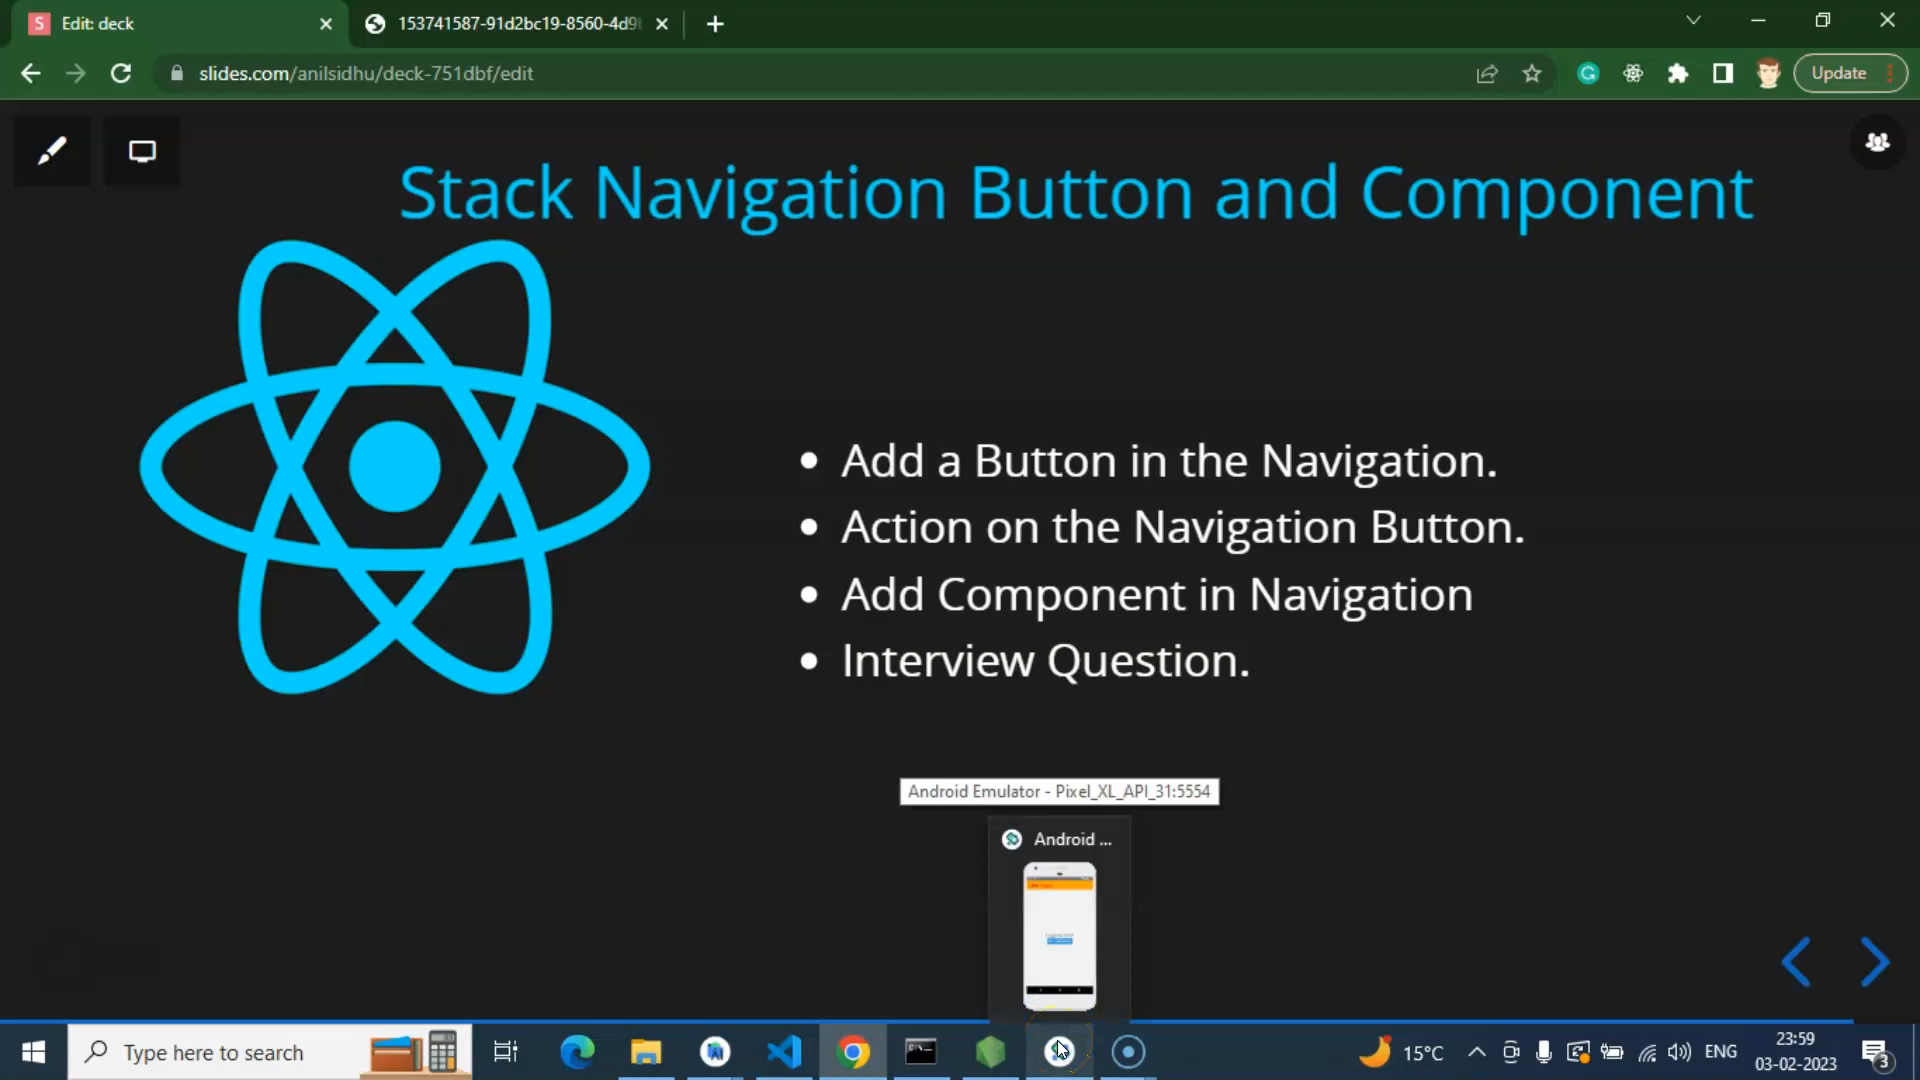 S Edit: deck
153741587-91d2bc19-8560-4d9
slides.com/anilsidhu/deck-751dbf/edit
G
Update
Stack Navigation Button and Component
• Add a Button in the Navigation.
• Action on the Navigation Button.
• Add Component in Navigation
• Interview Question.
Android Emulator - Pixel_XL_API_31:5554
Android ...
Type here to search
15°C
ENG
23:59
03-02-2023
3